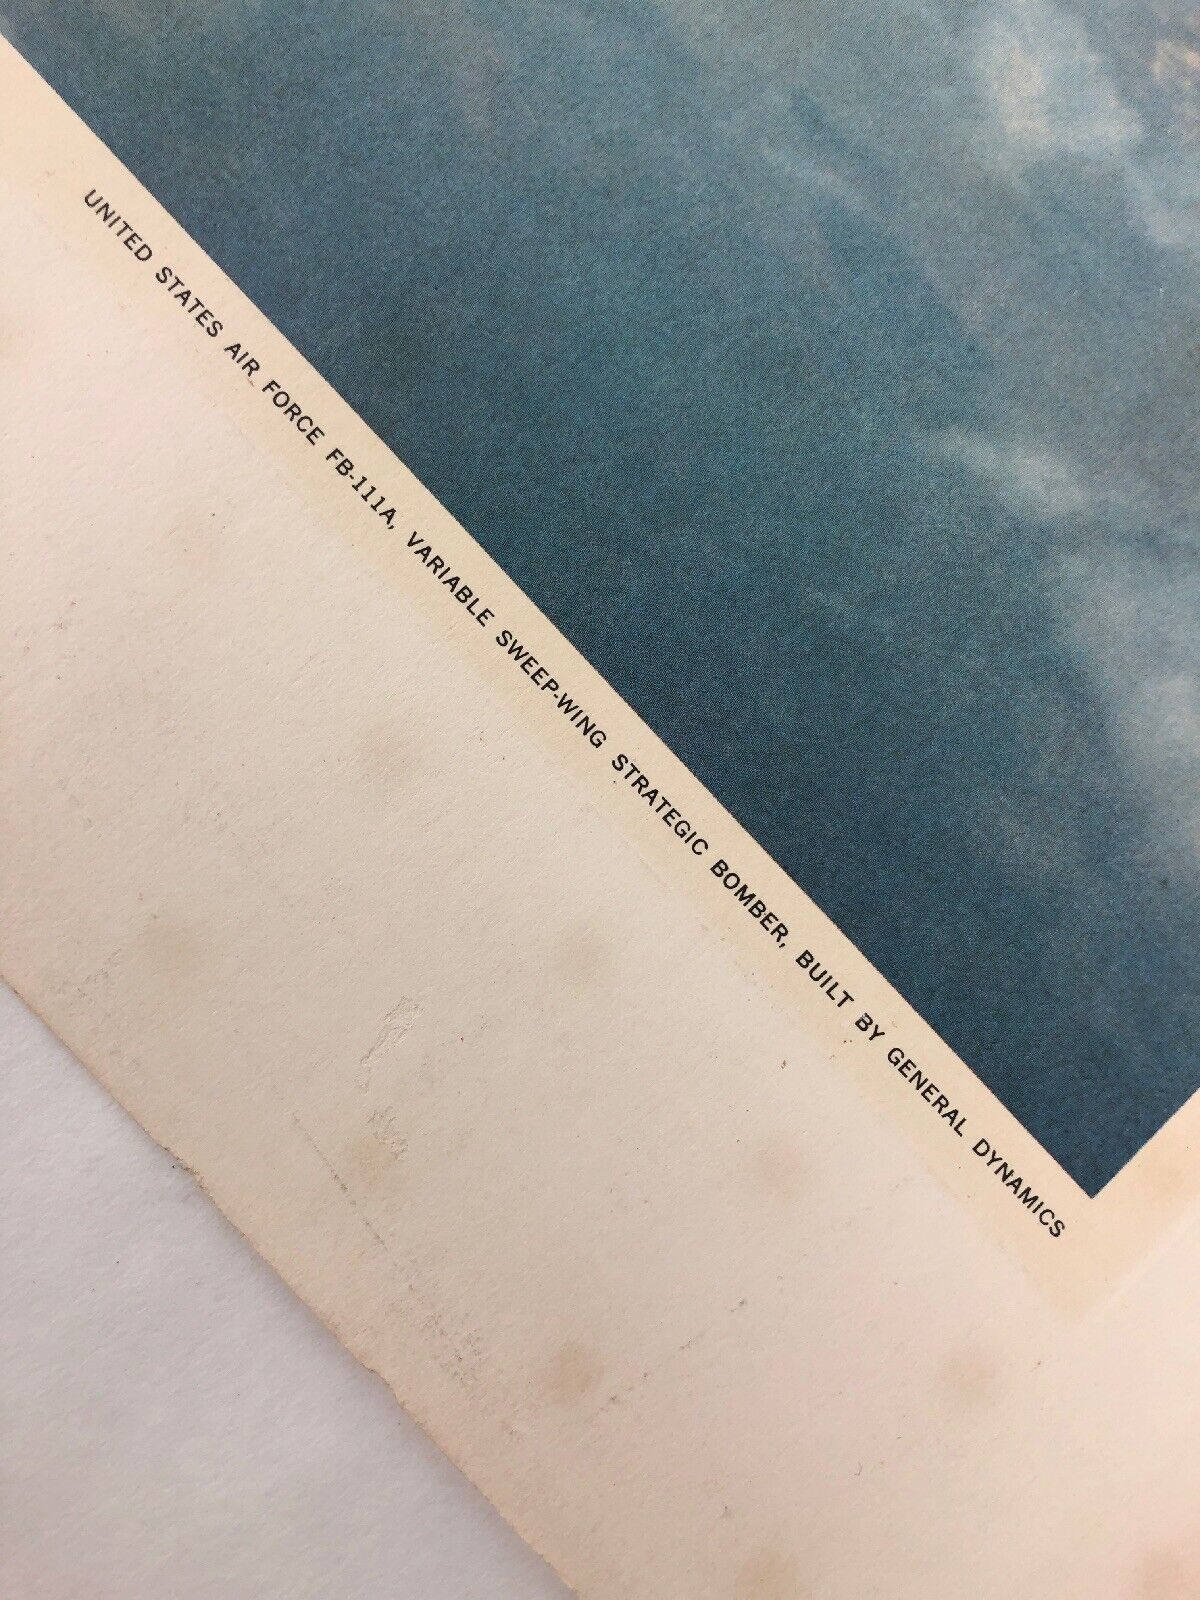 UNITED STATES AIR FORCE FB-111A, VARIABLE SWEEP-WING STRATEGIC BOMBER, BUILT BY GENERAL DYNAMICS